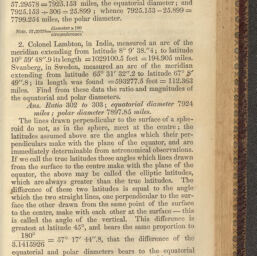 57.29578 = 7925.153 miles, the equatorial diameter; and
7925.153 ÷ 306 = 25.899; whence 7925.153 − 25.899 =
7799.254 miles, the polar diameter.
2. Colonel Lambton, in India, measured an arc of the
meridian extending from latitude 8° 9′ 38″.4; to latitude
10° 59′ 48″.9 its length = 1029100.5 feet = 194.905 miles.
Svanberg, in Sweden, measured an arc of the meridian
extending from latitude 65° 31′ 32″.2 to latitude 67° 8′
49″.8; its length was found = 593277.5 feet = 112.363
miles. Find from these data the ratio and magnitudes of
the equatorial and polar diameters.
Ans. Ratio 302 to 303; equatorial diameter 7924
miles; polar diameter 7897.85 miles.
The lines drawn perpendicular to the surface of a sphe-
roid do not, as in the sphere, meet at the centre; the
latitudes assumed above are the angles which their per-
pendiculars make with the plane of the equator, and are
immediately determinable from astronomical observations.
If we call the true latitudes these angles which lines drawn
from the surface to the centre make with the plane of the
equator, the above may be called the elliptic latitudes,
which are always greater than the true latitudes. The
difference of these two latitudes is equal to the angle
which the two straight lines, one perpendicular to the sur-
face the other drawn from the same point of the surface
to the centre, make with each other at the surface — this
is called the angle of the vertical. This difference is
greatest at latitude 45°, and bears the same proportion to
180°
3.1415926 = 57° 17′ 44″.8, that the difference of the
equatorial and polar diameters bears to the equatorial